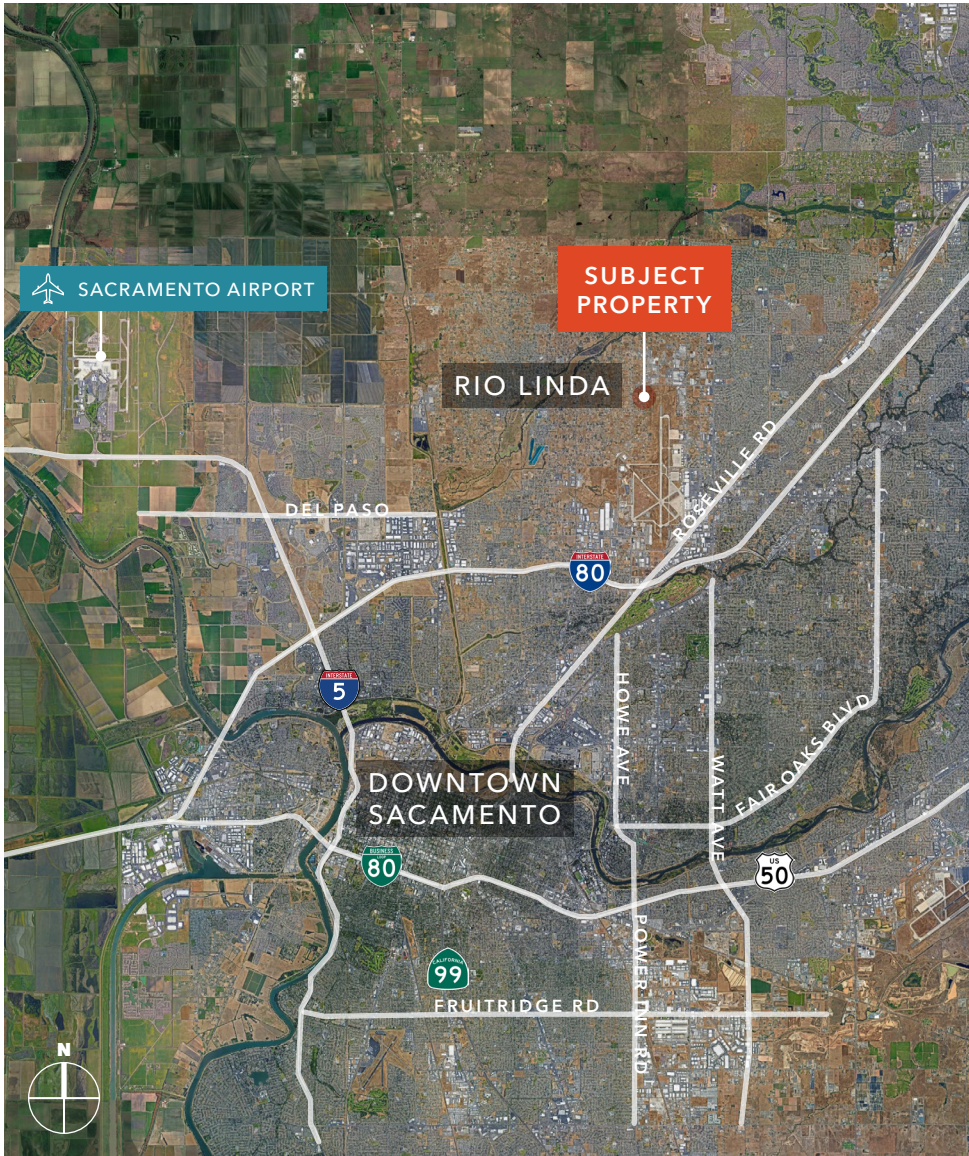 SACRAMENTO AIRPORT
SUBJECT
PROPERTY
RIO LINDA
ROSEVILLE RD
DEL PASO
INTERSTATE
80
INTERSTATE
5
HOWE AVE
WATT AVE
FAIR OAKS BLVD
DOWNTOWN
SACAMENTO
BUSINESS
80
US
50
CALIFORNIA
99
POWER INN RD
FRUITRIDGE RD
N